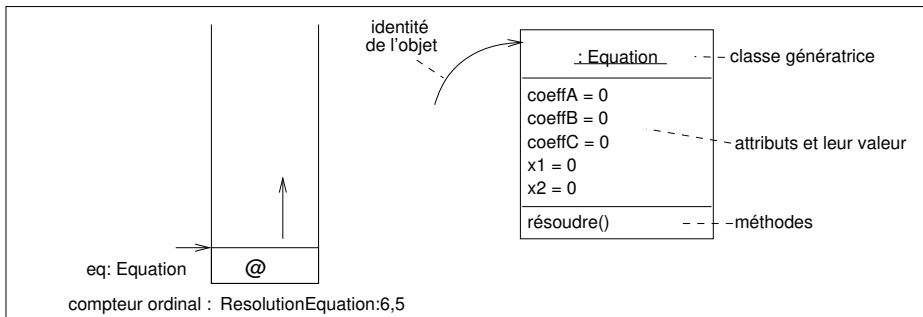 identité
de l'objet
: Equation
classe génératrice
coeffA = 0
coeffB = 0
coeffC = 0
x1 = 0
x2 = 0
attributs et leur valeur
résoudre()
méthodes
eq: Equation
@
compteur ordinal : ResolutionEquation:6,5